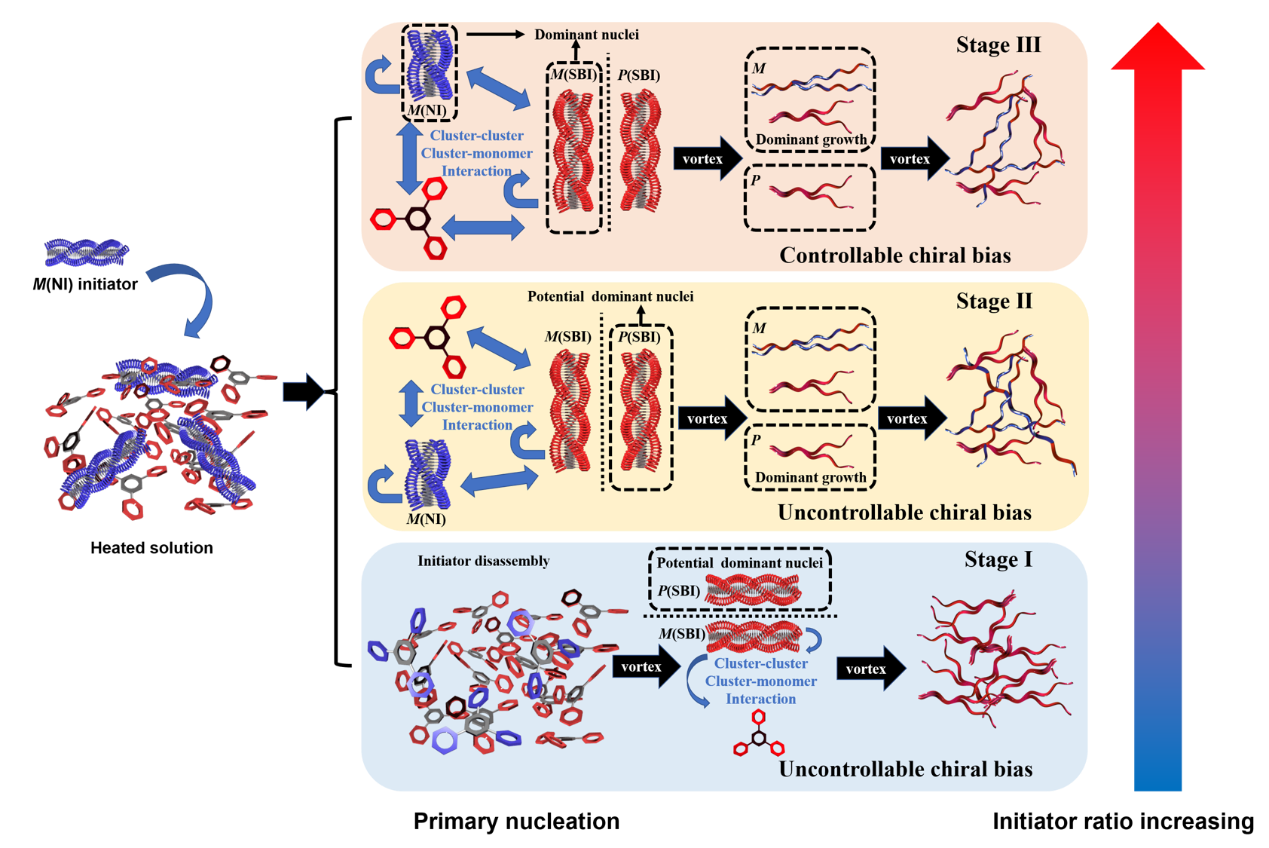 M(NI) initiator
Heated solution
Stage III
Dominant nuclei
M(SBI)
P(SBI)
M(NI)
Cluster-cluster
Cluster-monomer
Interaction
vortex
M
Dominant growth
P
vortex
Controllable chiral bias
Stage II
Potential dominant nuclei
M(SBI)
P(SBI)
Cluster-cluster
Cluster-monomer
Interaction
M(NI)
vortex
M
P
Dominant growth
vortex
Uncontrollable chiral bias
Stage I
Initiator disassembly
vortex
Potential dominant nuclei
P(SBI)
M(SBI)
Cluster-cluster
Cluster-monomer
Interaction
vortex
Uncontrollable chiral bias
Primary nucleation
Initiator ratio increasing